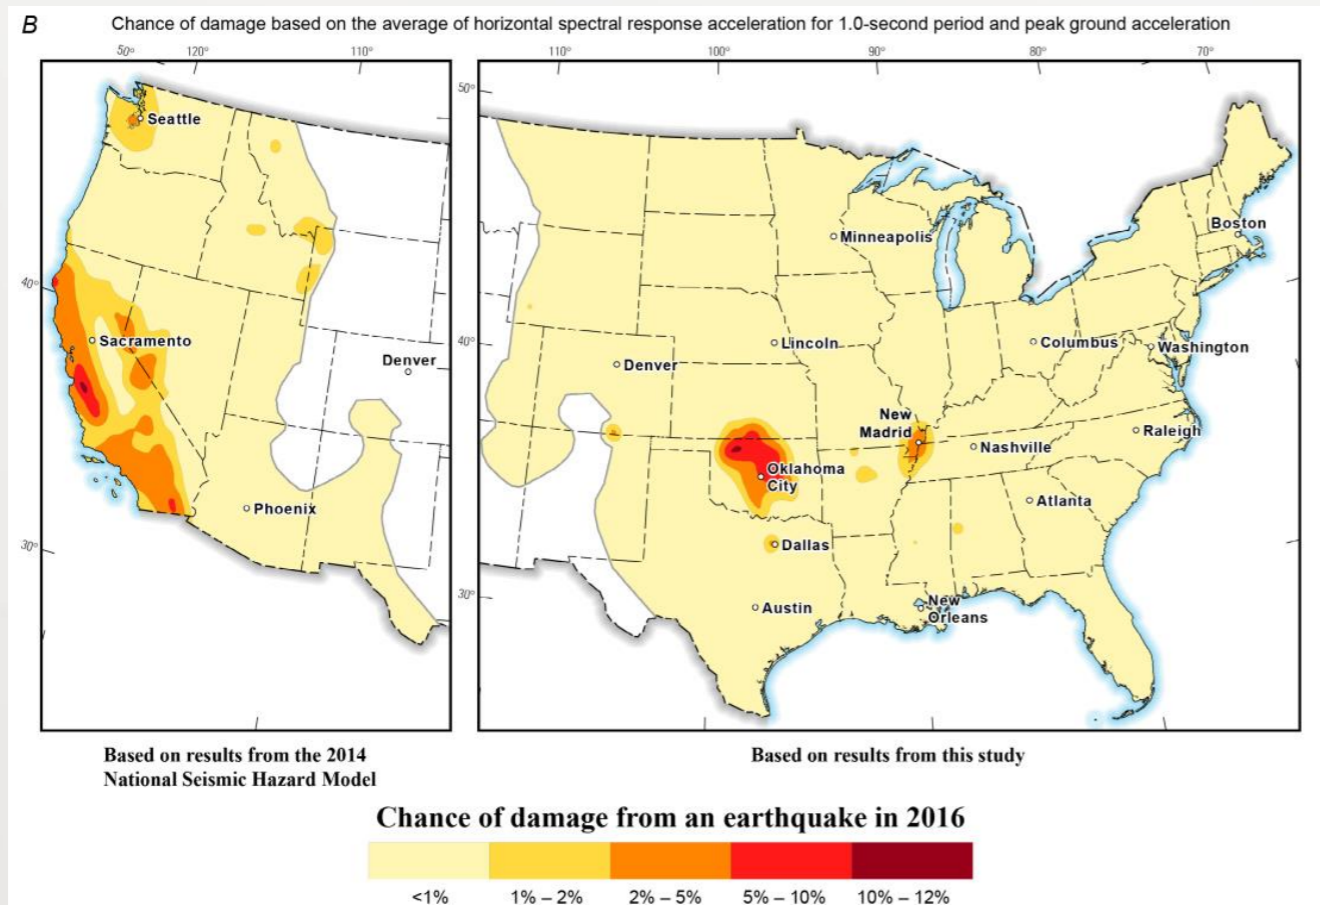 B
Chance of damage based on the average of horizontal spectral response acceleration for 1.0-second period and peak ground acceleration
50° 120° 110°
110° 100° 90° 80° 70°
50°
Seattle
Boston
Minneapolis
40°
Sacramento
Denver
40°
Lincoln
Denver
Columbus
Washington
New
Madrid
Raleigh
Nashville
Oklahoma
City
Phoenix
Atlanta
30°
Dallas
30°
Austin
New
Orleans
Based on results from the 2014
National Seismic Hazard Model
Based on results from this study
Chance of damage from an earthquake in 2016
<1% 1% – 2% 2% – 5% 5% – 10% 10% – 12%